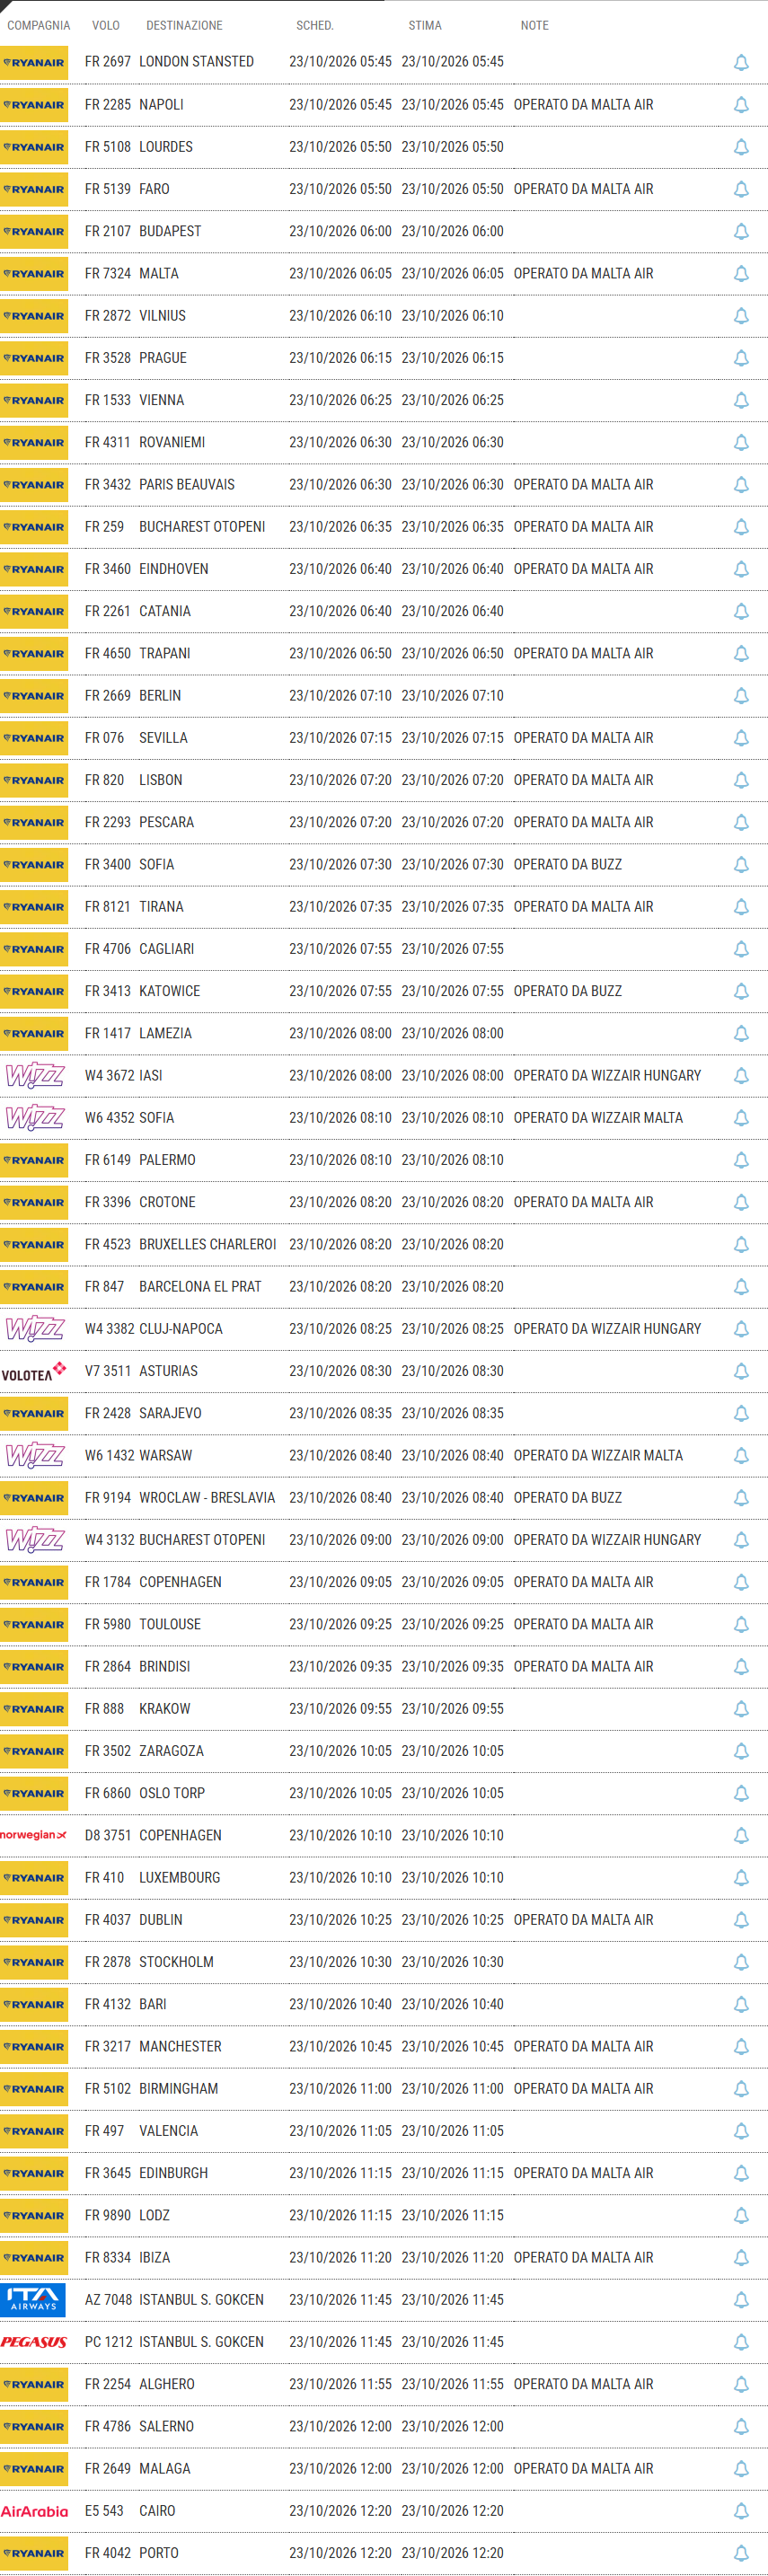 COMPAGNIA VOLO DESTINAZIONE SCHED. STIMA NOTE
RYANAIR FR 2697 LONDON STANSTED 23/10/2026 05:45 23/10/2026 05:45
RYANAIR FR 2285 NAPOLI 23/10/2026 05:45 23/10/2026 05:45 OPERATO DA MALTA AIR
RYANAIR FR 5108 LOURDES 23/10/2026 05:50 23/10/2026 05:50
RYANAIR FR 5139 FARO 23/10/2026 05:50 23/10/2026 05:50 OPERATO DA MALTA AIR
RYANAIR FR 2107 BUDAPEST 23/10/2026 06:00 23/10/2026 06:00
RYANAIR FR 7324 MALTA 23/10/2026 06:05 23/10/2026 06:05 OPERATO DA MALTA AIR
RYANAIR FR 2872 VILNIUS 23/10/2026 06:10 23/10/2026 06:10
RYANAIR FR 3528 PRAGUE 23/10/2026 06:15 23/10/2026 06:15
RYANAIR FR 1533 VIENNA 23/10/2026 06:25 23/10/2026 06:25
RYANAIR FR 4311 ROVANIEMI 23/10/2026 06:30 23/10/2026 06:30
RYANAIR FR 3432 PARIS BEAUVAIS 23/10/2026 06:30 23/10/2026 06:30 OPERATO DA MALTA AIR
RYANAIR FR 259 BUCHAREST OTOPENI 23/10/2026 06:35 23/10/2026 06:35 OPERATO DA MALTA AIR
RYANAIR FR 3460 EINDHOVEN 23/10/2026 06:40 23/10/2026 06:40 OPERATO DA MALTA AIR
RYANAIR FR 2261 CATANIA 23/10/2026 06:40 23/10/2026 06:40
RYANAIR FR 4650 TRAPANI 23/10/2026 06:50 23/10/2026 06:50 OPERATO DA MALTA AIR
RYANAIR FR 2669 BERLIN 23/10/2026 07:10 23/10/2026 07:10
RYANAIR FR 076 SEVILLA 23/10/2026 07:15 23/10/2026 07:15 OPERATO DA MALTA AIR
RYANAIR FR 820 LISBON 23/10/2026 07:20 23/10/2026 07:20 OPERATO DA MALTA AIR
RYANAIR FR 2293 PESCARA 23/10/2026 07:20 23/10/2026 07:20 OPERATO DA MALTA AIR
RYANAIR FR 3400 SOFIA 23/10/2026 07:30 23/10/2026 07:30 OPERATO DA BUZZ
RYANAIR FR 8121 TIRANA 23/10/2026 07:35 23/10/2026 07:35 OPERATO DA MALTA AIR
RYANAIR FR 4706 CAGLIARI 23/10/2026 07:55 23/10/2026 07:55
RYANAIR FR 3413 KATOWICE 23/10/2026 07:55 23/10/2026 07:55 OPERATO DA BUZZ
RYANAIR FR 1417 LAMEZIA 23/10/2026 08:00 23/10/2026 08:00
WIZZ W4 3672 IASI 23/10/2026 08:00 23/10/2026 08:00 OPERATO DA WIZZAIR HUNGARY
WIZZ W6 4352 SOFIA 23/10/2026 08:10 23/10/2026 08:10 OPERATO DA WIZZAIR MALTA
RYANAIR FR 6149 PALERMO 23/10/2026 08:10 23/10/2026 08:10
RYANAIR FR 3396 CROTONE 23/10/2026 08:20 23/10/2026 08:20 OPERATO DA MALTA AIR
RYANAIR FR 4523 BRUXELLES CHARLEROI 23/10/2026 08:20 23/10/2026 08:20
RYANAIR FR 847 BARCELONA EL PRAT 23/10/2026 08:20 23/10/2026 08:20
WIZZ W4 3382 CLUJ-NAPOCA 23/10/2026 08:25 23/10/2026 08:25 OPERATO DA WIZZAIR HUNGARY
VOLOTEA V7 3511 ASTURIAS 23/10/2026 08:30 23/10/2026 08:30
RYANAIR FR 2428 SARAJEVO 23/10/2026 08:35 23/10/2026 08:35
WIZZ W6 1432 WARSAW 23/10/2026 08:40 23/10/2026 08:40 OPERATO DA WIZZAIR MALTA
RYANAIR FR 9194 WROCLAW - BRESLAVIA 23/10/2026 08:40 23/10/2026 08:40 OPERATO DA BUZZ
WIZZ W4 3132 BUCHAREST OTOPENI 23/10/2026 09:00 23/10/2026 09:00 OPERATO DA WIZZAIR HUNGARY
RYANAIR FR 1784 COPENHAGEN 23/10/2026 09:05 23/10/2026 09:05 OPERATO DA MALTA AIR
RYANAIR FR 5980 TOULOUSE 23/10/2026 09:25 23/10/2026 09:25 OPERATO DA MALTA AIR
RYANAIR FR 2864 BRINDISI 23/10/2026 09:35 23/10/2026 09:35 OPERATO DA MALTA AIR
RYANAIR FR 888 KRAKOW 23/10/2026 09:55 23/10/2026 09:55
RYANAIR FR 3502 ZARAGOZA 23/10/2026 10:05 23/10/2026 10:05
RYANAIR FR 6860 OSLO TORP 23/10/2026 10:05 23/10/2026 10:05
norwegian D8 3751 COPENHAGEN 23/10/2026 10:10 23/10/2026 10:10
RYANAIR FR 410 LUXEMBOURG 23/10/2026 10:10 23/10/2026 10:10
RYANAIR FR 4037 DUBLIN 23/10/2026 10:25 23/10/2026 10:25 OPERATO DA MALTA AIR
RYANAIR FR 2878 STOCKHOLM 23/10/2026 10:30 23/10/2026 10:30
RYANAIR FR 4132 BARI 23/10/2026 10:40 23/10/2026 10:40
RYANAIR FR 3217 MANCHESTER 23/10/2026 10:45 23/10/2026 10:45 OPERATO DA MALTA AIR
RYANAIR FR 5102 BIRMINGHAM 23/10/2026 11:00 23/10/2026 11:00 OPERATO DA MALTA AIR
RYANAIR FR 497 VALENCIA 23/10/2026 11:05 23/10/2026 11:05
RYANAIR FR 3645 EDINBURGH 23/10/2026 11:15 23/10/2026 11:15 OPERATO DA MALTA AIR
RYANAIR FR 9890 LODZ 23/10/2026 11:15 23/10/2026 11:15
RYANAIR FR 8334 IBIZA 23/10/2026 11:20 23/10/2026 11:20 OPERATO DA MALTA AIR
ITA AIRWAYS AZ 7048 ISTANBUL S. GOKCEN 23/10/2026 11:45 23/10/2026 11:45
PEGASUS PC 1212 ISTANBUL S. GOKCEN 23/10/2026 11:45 23/10/2026 11:45
RYANAIR FR 2254 ALGHERO 23/10/2026 11:55 23/10/2026 11:55 OPERATO DA MALTA AIR
RYANAIR FR 4786 SALERNO 23/10/2026 12:00 23/10/2026 12:00
RYANAIR FR 2649 MALAGA 23/10/2026 12:00 23/10/2026 12:00 OPERATO DA MALTA AIR
AirArabia E5 543 CAIRO 23/10/2026 12:20 23/10/2026 12:20
RYANAIR FR 4042 PORTO 23/10/2026 12:20 23/10/2026 12:20